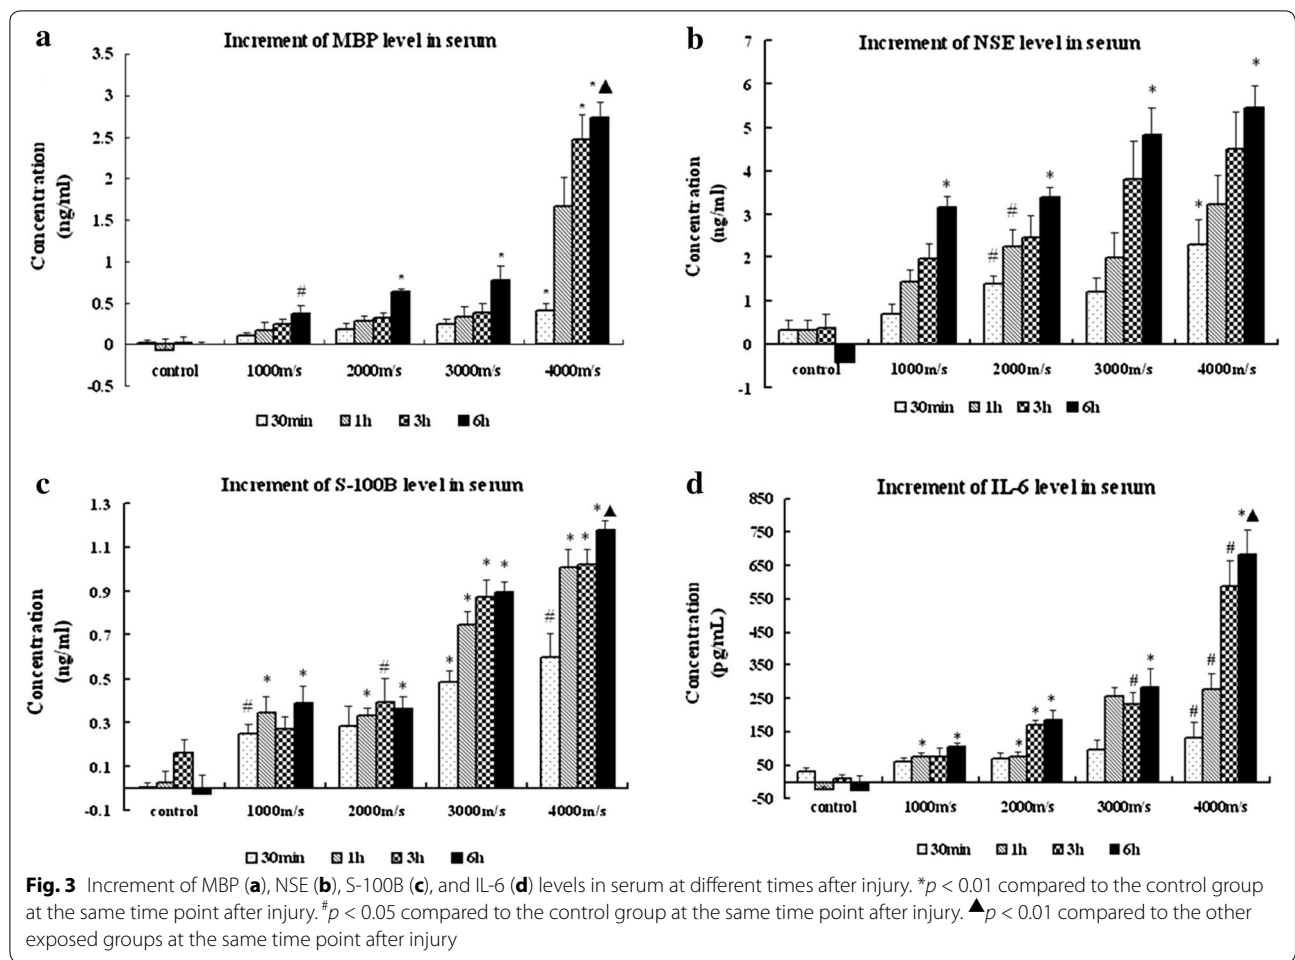 a
Increment of MBP level in serum
Concentration
(ng/ml)
3.5
3
2.5
2
1.5
1
0.5
0
-0.5
* ▲
*
*
*
*
#
control 1000m/s 2000m/s 3000m/s 4000m/s
30min 1h 3h 6h
b
Increment of NSE level in serum
Concentration
(ng/ml)
7
6
5
4
3
2
1
0
-1
*
*
*
*
#
#
*
control 1000m/s 2000m/s 3000m/s 4000m/s
30min 1h 3h 6h
c
Increment of S-100B level in serum
Concentration
(ng/ml)
1.3
1.1
0.9
0.7
0.5
0.3
0.1
-0.1
# * *
* # *
* * * *
# * * * ▲
control 1000m/s 2000m/s 3000m/s 4000m/s
30min 1h 3h 6h
d
Increment of IL-6 level in serum
Concentration
(pg/mL)
850
750
650
550
450
350
250
150
50
-50
* *
* * *
# *
# # # * ▲
control 1000m/s 2000m/s 3000m/s 4000m/s
30min 1h 3h 6h
Fig. 3 Increment of MBP (a), NSE (b), S-100B (c), and IL-6 (d) levels in serum at different times after injury. *p < 0.01 compared to the control group
at the same time point after injury. #p < 0.05 compared to the control group at the same time point after injury. ▲p < 0.01 compared to the other
exposed groups at the same time point after injury